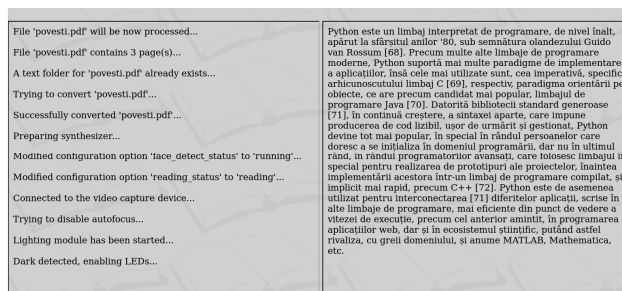 File 'povesti.pdf' will be now processed...
File 'povesti.pdf' contains 3 page(s)...
A text folder for 'povesti.pdf' already exists...
Trying to convert 'povesti.pdf'...
Successfully converted 'povesti.pdf'...
Preparing synthesizer...
Modified configuration option 'face_detect_status' to 'running'...
Modified configuration option 'reading_status' to 'reading'...
Connected to the video capture device...
Trying to disable autofocus...
Lighting module has been started...
Dark detected, enabling LEDs...
Python este un limbaj interpretat de programare, de nivel înalt,
apărut la sfârșitul anilor '80, sub semnătura olandezului Guido
van Rossum [68]. Precum multe alte limbaje de programare
moderne, Python suportă mai multe paradigme de implementare
a aplicațiilor, însă cele mai utilizate sunt, cea imperativă, specific
arhicunoscutului limbaj C [69], respectiv, paradigma orientării pe
obiecte, ce are precum candidat mai popular, limbajul de
programare Java [70]. Datorită bibliotecii standard generoase
[71], în continuă creștere, a sintaxei aparte, care impune
producerea de cod lizibil, ușor de urmărit și gestionat, Python
devine tot mai popular, în special în rândul persoanelor care
doresc a se inițializa în domeniul programării, dar nu în ultimul
rând, în rândul programatorilor avansați, care folosesc limbajul în
special pentru realizarea de prototipuri ale proiectelor, înaintea
implementării acestora într-un limbaj de programare compilat, și
implicit mai rapid, precum C++ [72]. Python este de asemenea
utilizat pentru interconectarea [71] diferitelor aplicații, scrise în
alte limbaje de programare, mai eficiente din punct de vedere a
vitezei de execuție, precum cel anterior amintit, în programarea
aplicațiilor web, dar și în ecosistemul științific, putând astfel
rivaliza, cu greii domeniului, și anume MATLAB, Mathematica,
etc.